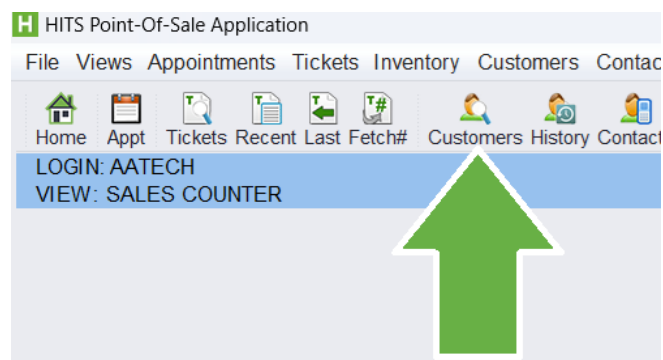 H HITS Point-Of-Sale Application
File Views Appointments Tickets Inventory Customers Contac
Home Appt Tickets Recent Last Fetch# Customers History Contact
LOGIN: AATECH
VIEW: SALES COUNTER